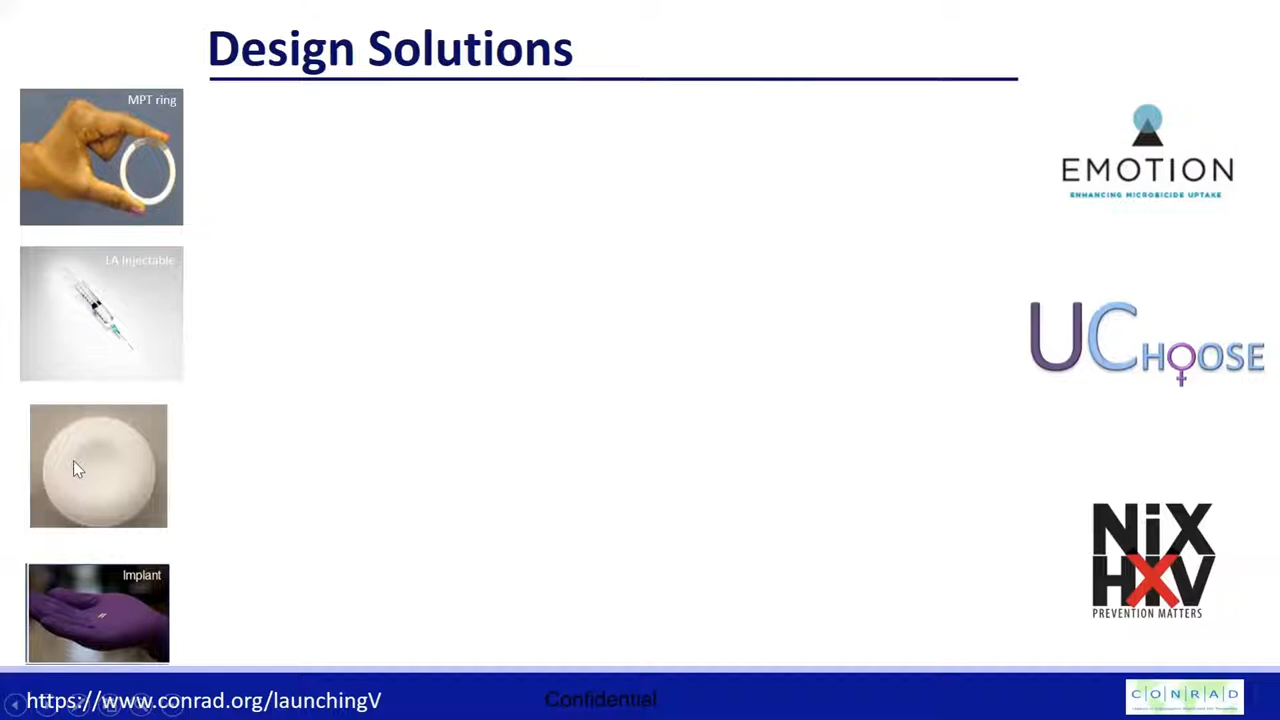 Design Solutions
MPT ring
LA Injectable
Implant
EMOTION
ENHANCING MICROBICIDE UPTAKE
UCHOOSE
NiX
HIV
PREVENTION MATTERS
https://www.conrad.org/launchingV
Confidential
CONRAD